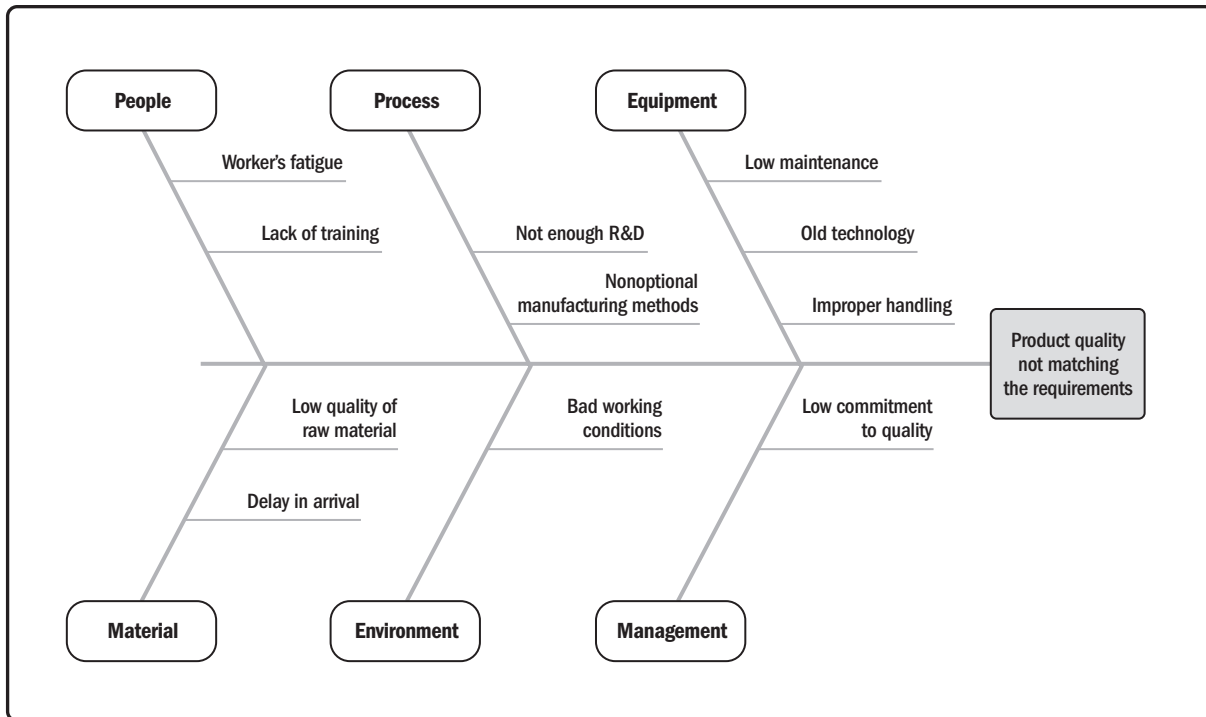 People
Process
Equipment
Worker’s fatigue
Low maintenance
Lack of training
Not enough R&D
Old technology
Nonoptional
manufacturing methods
Improper handling
Product quality
not matching
the requirements
Low quality of
raw material
Bad working
conditions
Low commitment
to quality
Delay in arrival
Material
Environment
Management